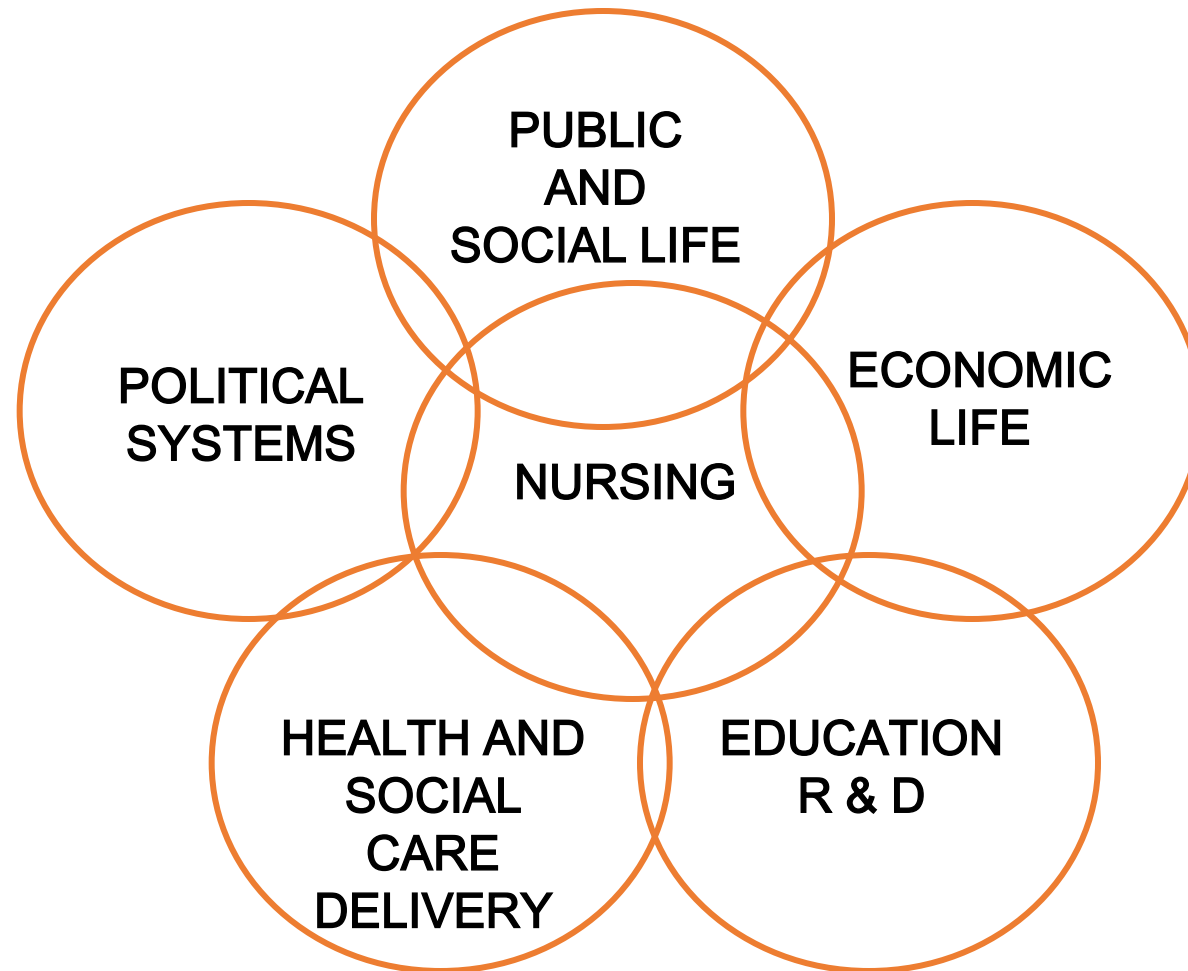 PUBLIC
AND
SOCIAL LIFE
POLITICAL
SYSTEMS
ECONOMIC
LIFE
NURSING
HEALTH AND
SOCIAL
CARE
DELIVERY
EDUCATION
R & D